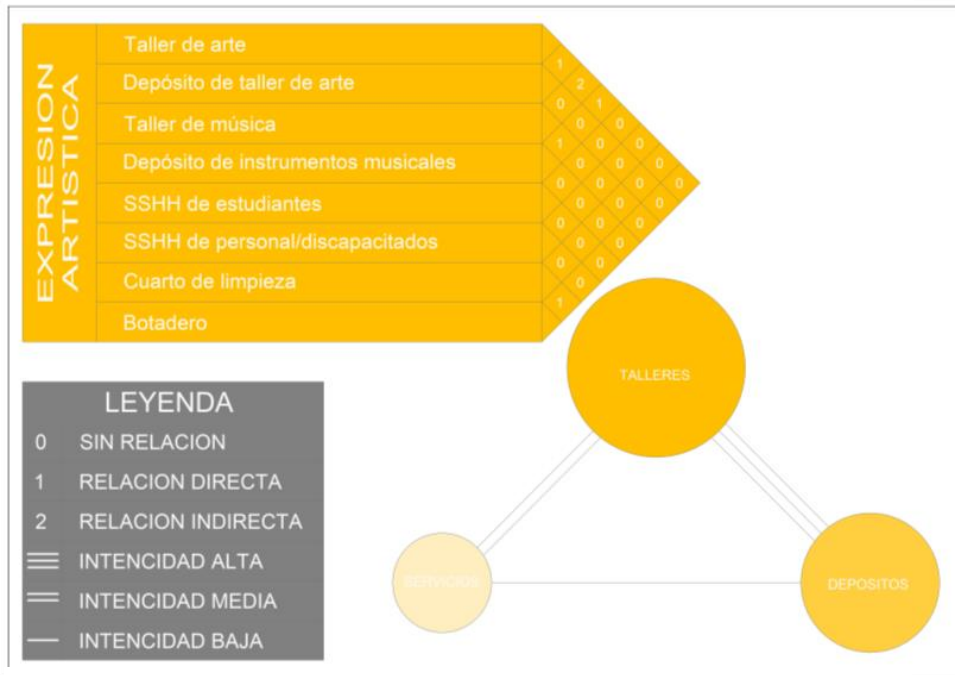 EXPRESION
ARTISTICA
Taller de arte
1
2
Depósito de taller de arte
0 1
0 0
Taller de música
1 0 0
0 0 0
Depósito de instrumentos musicales
0 0 0 0
0 0 0
SSHH de estudiantes
0 0 0
0 0
SSHH de personal/discapacitados
0 0
0
Cuarto de limpieza
1
Botadero
TALLERES
SERVICIOS
DEPOSITOS
LEYENDA
0 SIN RELACION
1 RELACION DIRECTA
2 RELACION INDIRECTA
INTENCIDAD ALTA
INTENCIDAD MEDIA
INTENCIDAD BAJA